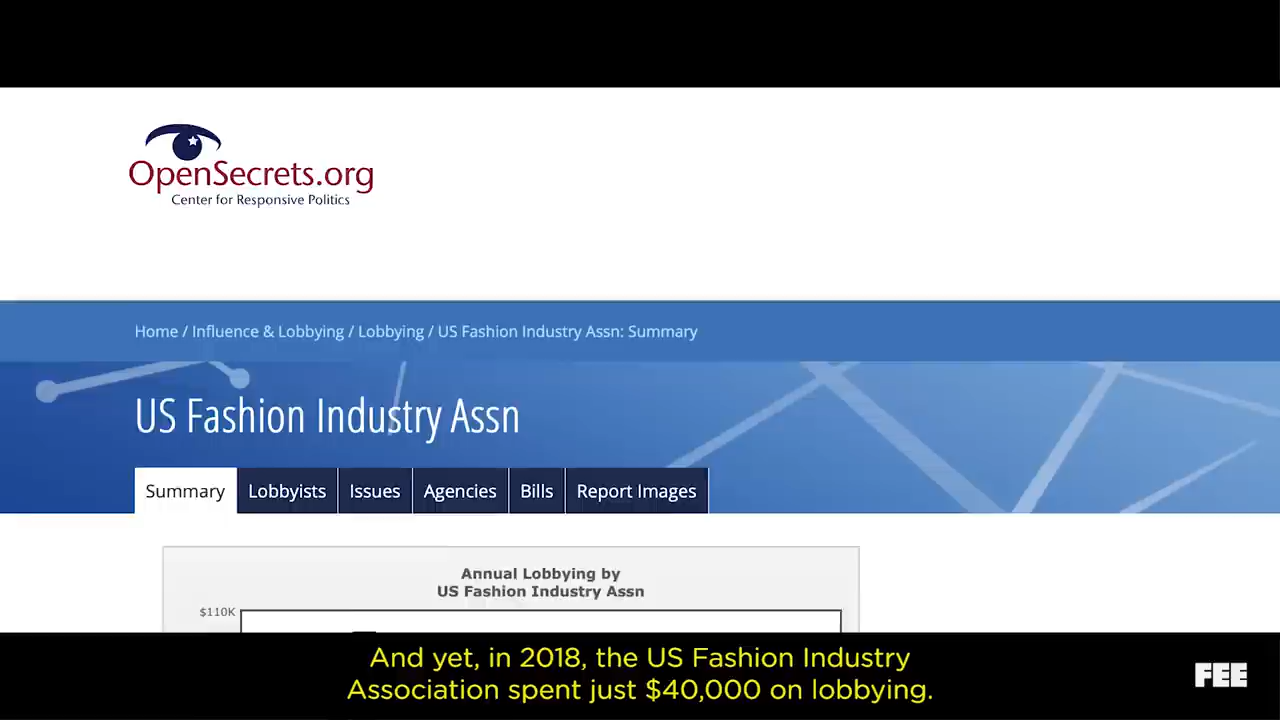 OpenSecrets.org
Center for Responsive Politics
Home / Influence & Lobbying / Lobbying / US Fashion Industry Assn: Summary
US Fashion Industry Assn
Summary Lobbyists Issues Agencies Bills Report Images
Annual Lobbying by
US Fashion Industry Assn
$110K
And yet, in 2018, the US Fashion Industry
Association spent just $40,000 on lobbying.
FEE